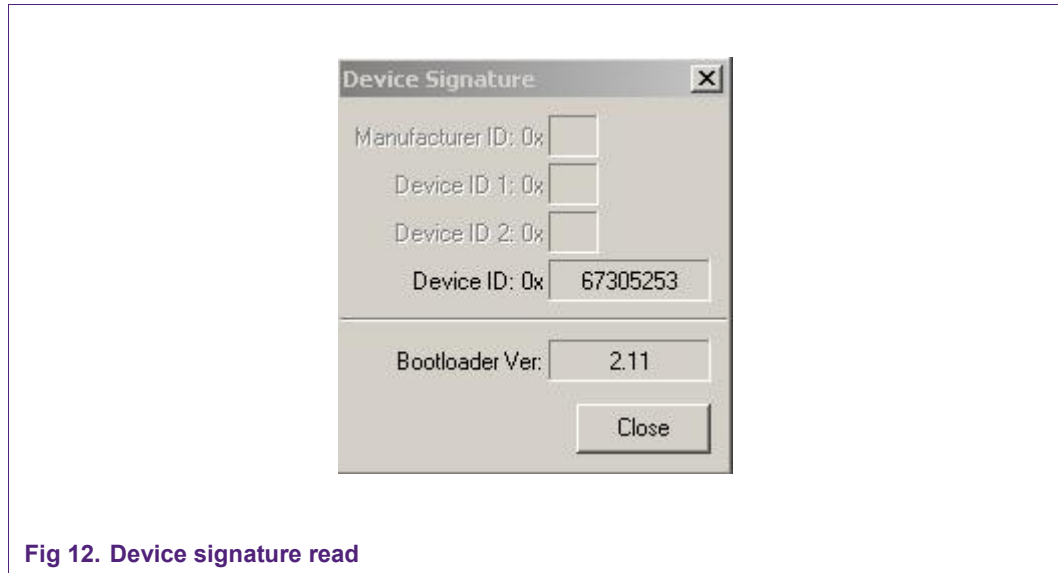 Device Signature
Manufacturer ID: 0x
Device ID 1: 0x
Device ID 2: 0x
Device ID: 0x 67305253
Bootloader Ver: 2.11
Close
Fig 12. Device signature read